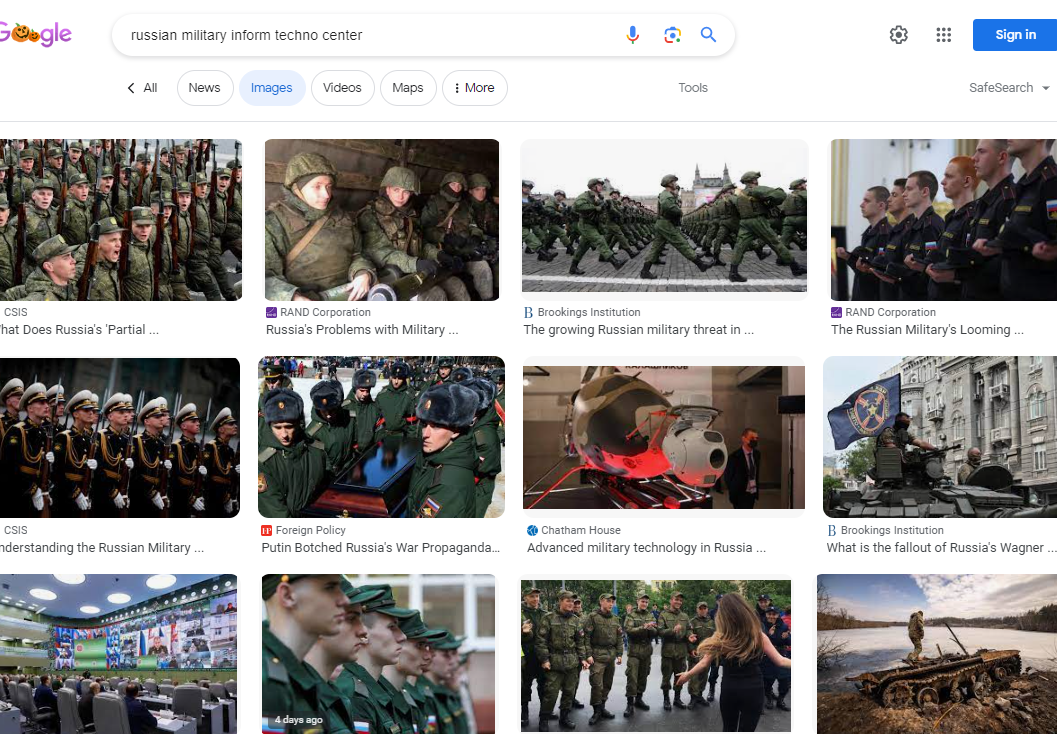 Google
russian military inform techno center
Sign in
All
News
Images
Videos
Maps
More
Tools
SafeSearch
CSIS
hat Does Russia's 'Partial ...
RAND Corporation
Russia's Problems with Military ...
Brookings Institution
The growing Russian military threat in ...
RAND Corporation
The Russian Military's Looming ...
CSIS
nderstanding the Russian Military ...
Foreign Policy
Putin Botched Russia's War Propaganda...
Chatham House
Advanced military technology in Russia ...
Brookings Institution
What is the fallout of Russia's Wagner ...
4 days ago